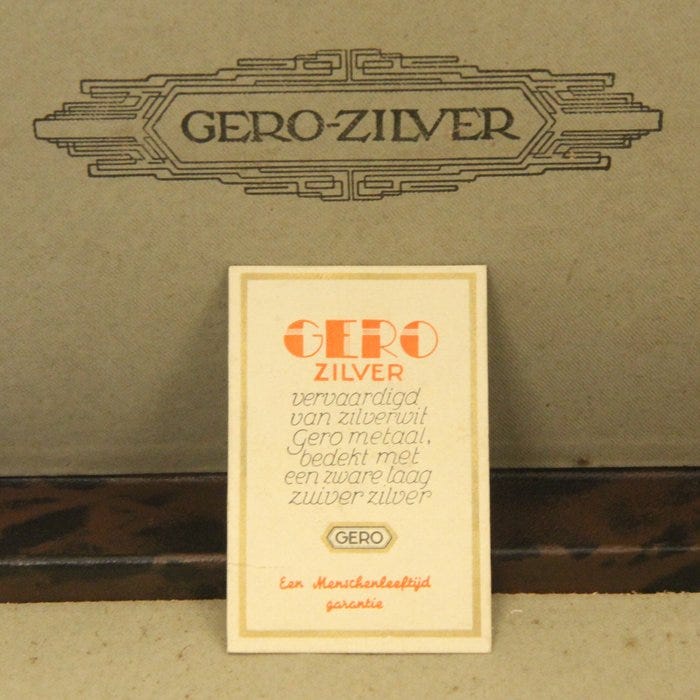 GERO-ZILVER
GERO
ZILVER
vervaardigd
van zilverwit
Gero metaal,
bedekt met
een zware laag
zuiver zilver
GERO
Een Menschenleeftijd
garantie